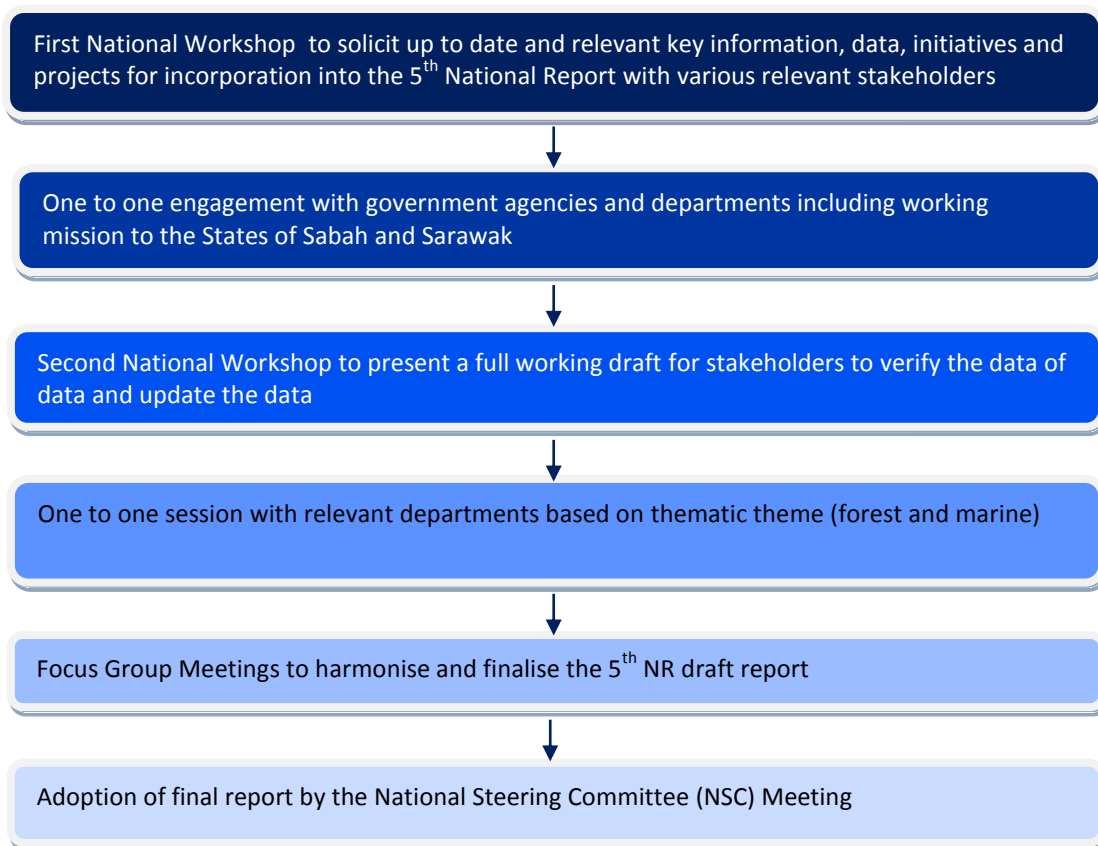 First National Workshop to solicit up to date and relevant key information, data, initiatives and
projects for incorporation into the 5th National Report with various relevant stakeholders
One to one engagement with government agencies and departments including working
mission to the States of Sabah and Sarawak
Second National Workshop to present a full working draft for stakeholders to verify the data of
data and update the data
One to one session with relevant departments based on thematic theme (forest and marine)
Focus Group Meetings to harmonise and finalise the 5th NR draft report
Adoption of final report by the National Steering Committee (NSC) Meeting